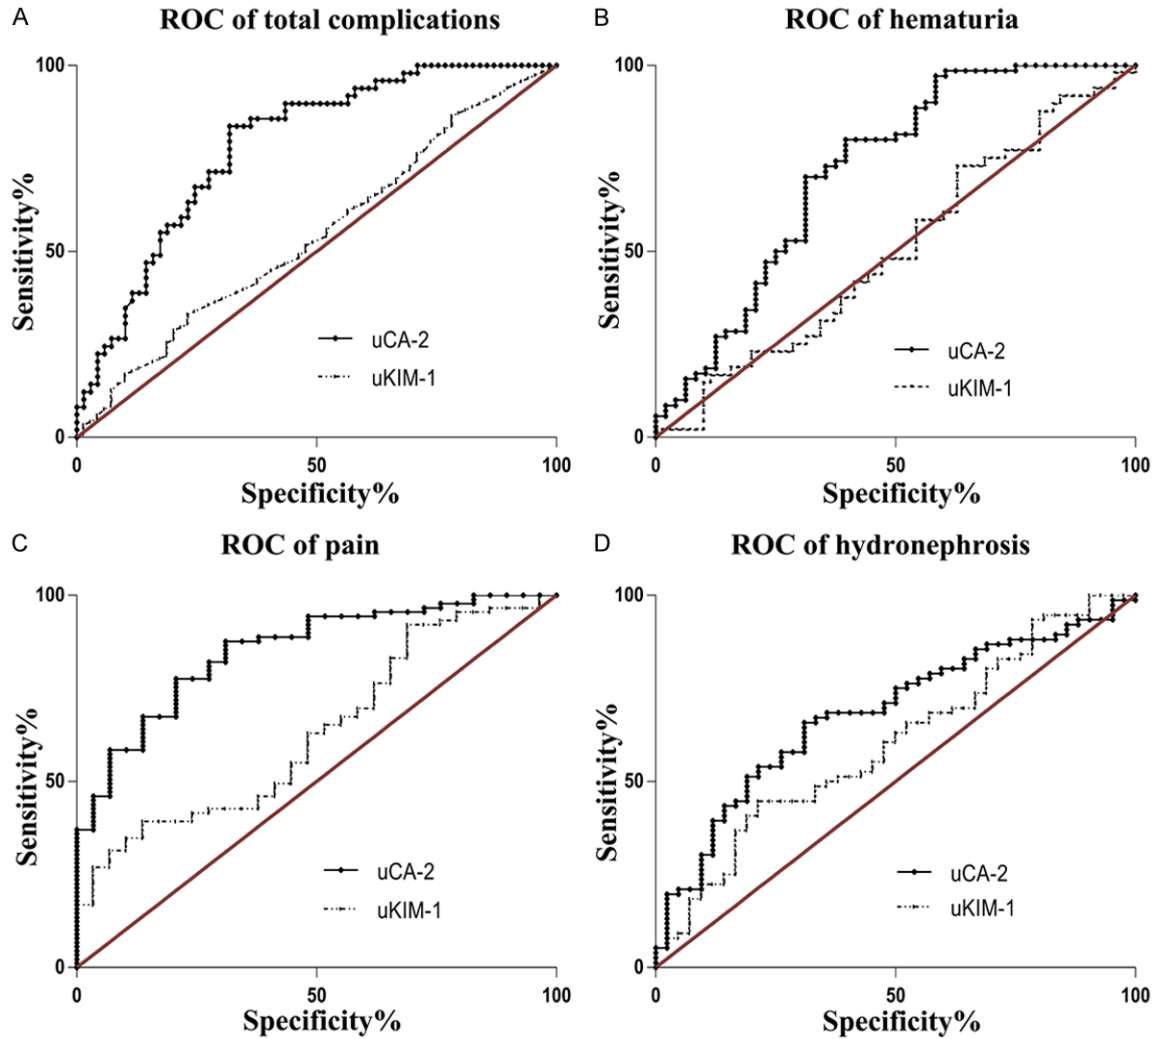 A
ROC of total complications
100
50
0
Sensitivity%
uCA-2
uKIM-1
0 50 100
Specificity%
B
ROC of hematuria
100
50
0
Sensitivity%
uCA-2
uKIM-1
0 50 100
Specificity%
C
ROC of pain
100
50
0
Sensitivity%
uCA-2
uKIM-1
0 50 100
Specificity%
D
ROC of hydronephrosis
100
50
0
Sensitivity%
uCA-2
uKIM-1
0 50 100
Specificity%